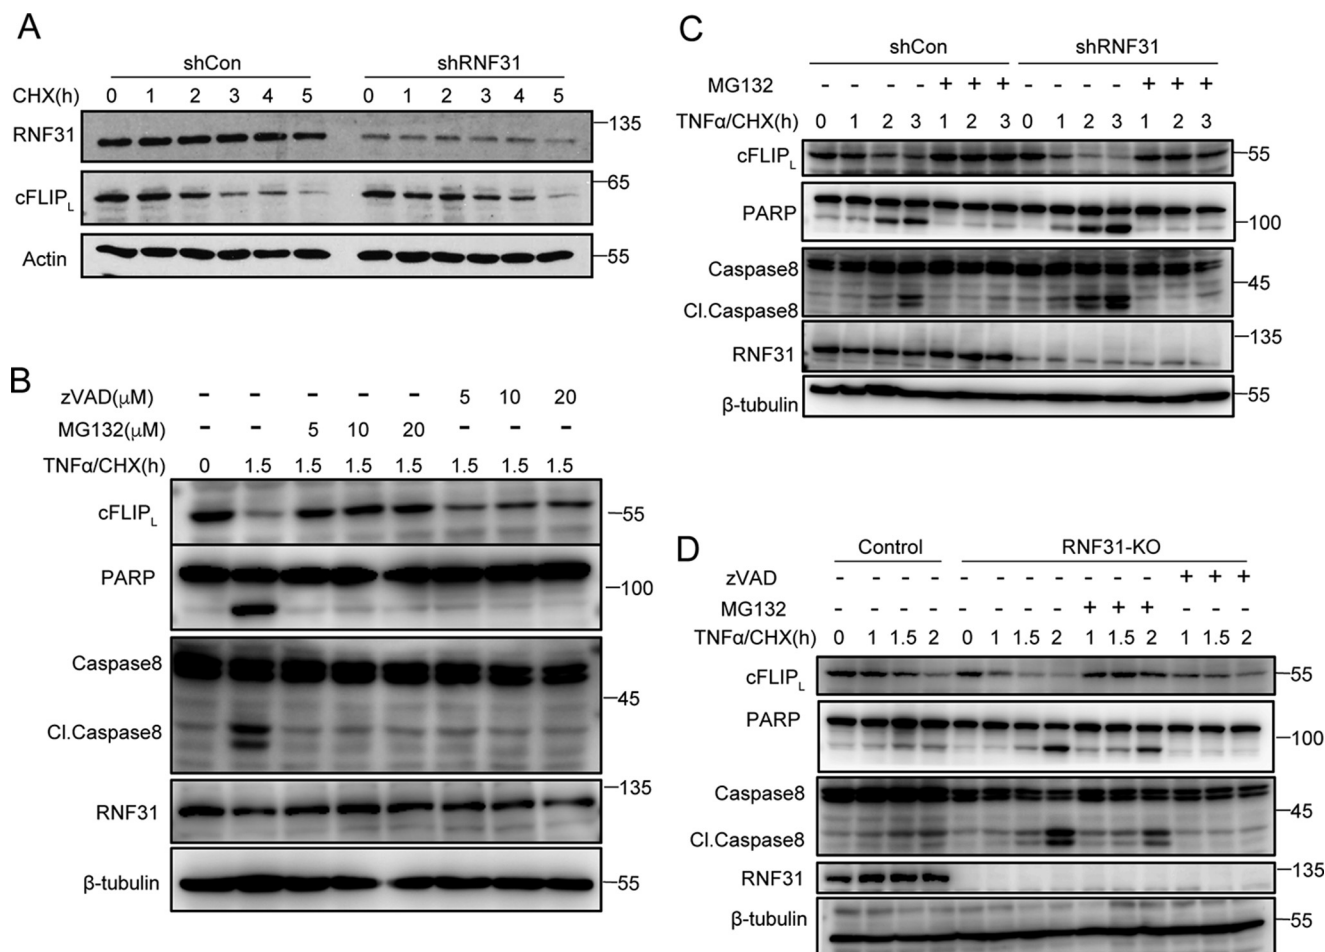 A
shCon shRNF31
CHX(h) 0 1 2 3 4 5 0 1 2 3 4 5
RNF31 135
cFLIPL 65
Actin 55
B
zVAD(μM) - - - - - 5 10 20
MG132(μM) - - 5 10 20 - - -
TNFα/CHX(h) 0 1.5 1.5 1.5 1.5 1.5 1.5 1.5
cFLIPL 55
PARP 100
Caspase8
45
Cl.Caspase8
RNF31 135
β-tubulin 55
C
shCon shRNF31
MG132 - - - - + + + - - - - + + +
TNFα/CHX(h) 0 1 2 3 1 2 3 0 1 2 3 1 2 3
cFLIPL 55
PARP 100
Caspase8
45
Cl.Caspase8
RNF31 135
β-tubulin 55
D
Control RNF31-KO
zVAD - - - - - - - - - - - + + +
MG132 - - - - - - - - + + + - - -
TNFα/CHX(h) 0 1 1.5 2 0 1 1.5 2 1 1.5 2 1 1.5 2
cFLIPL 55
PARP 100
Caspase8
45
Cl.Caspase8
RNF31 135
β-tubulin 55